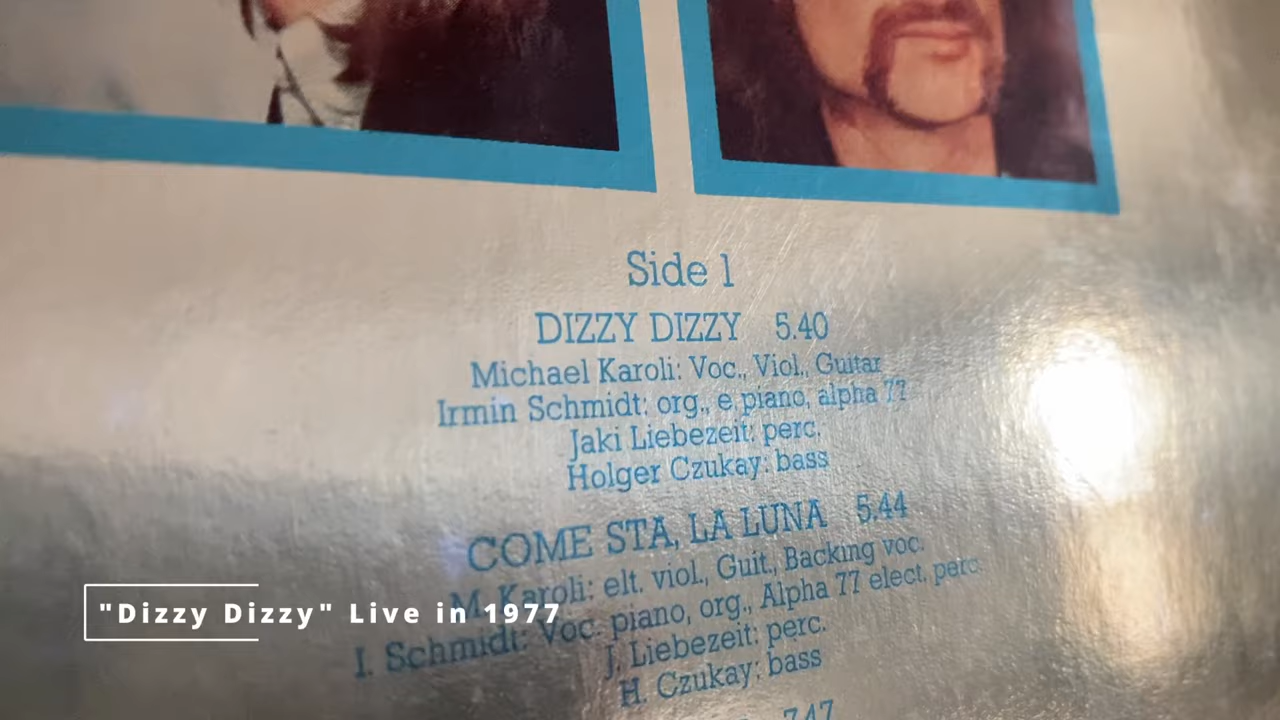 Side 1
DIZZY DIZZY 5.40
Michael Karoli: Voc., Viol., Guitar
Irmin Schmidt: org., e piano, alpha 77
Jaki Liebezeit: perc.
Holger Czukay: bass
COME STA, LA LUNA 5.44
M. Karoli: elt. viol., Guit., Backing voc.
I. Schmidt: Voc. piano, org., Alpha 77 elect, perc.
J. Liebezeit: perc.
H. Czukay: bass
7.47
"Dizzy Dizzy" Live in 1977